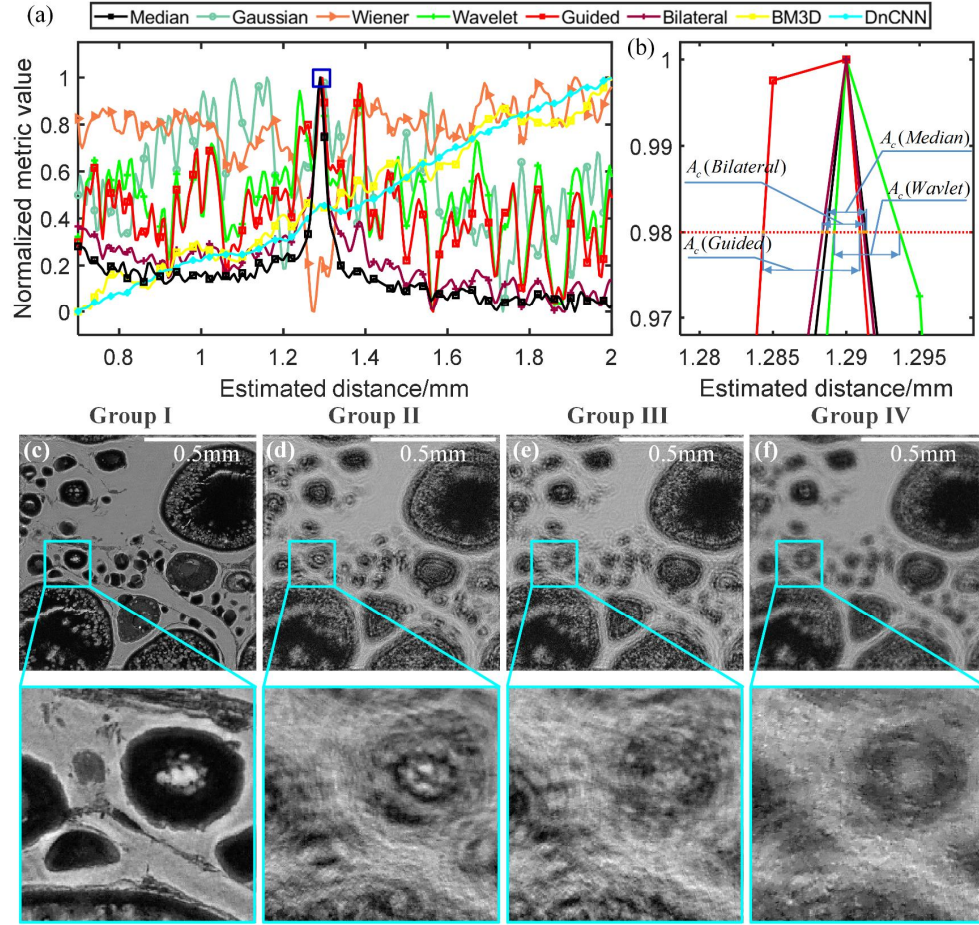 (a)
Median Gaussian Wiener Wavelet Guided Bilateral BM3D DnCNN
(b)
Normalized metric value
1
0.8
0.6
0.4
0.2
0
0.8 1 1.2 1.4 1.6 1.8 2
Estimated distance/mm
1
0.99
0.98
0.97
A_c(Bilateral)
A_c(Median)
A_c(Wavlet)
A_c(Guided)
1.28 1.285 1.29 1.295
Estimated distance/mm
Group I Group II Group III Group IV
(c) 0.5mm
(d) 0.5mm
(e) 0.5mm
(f) 0.5mm